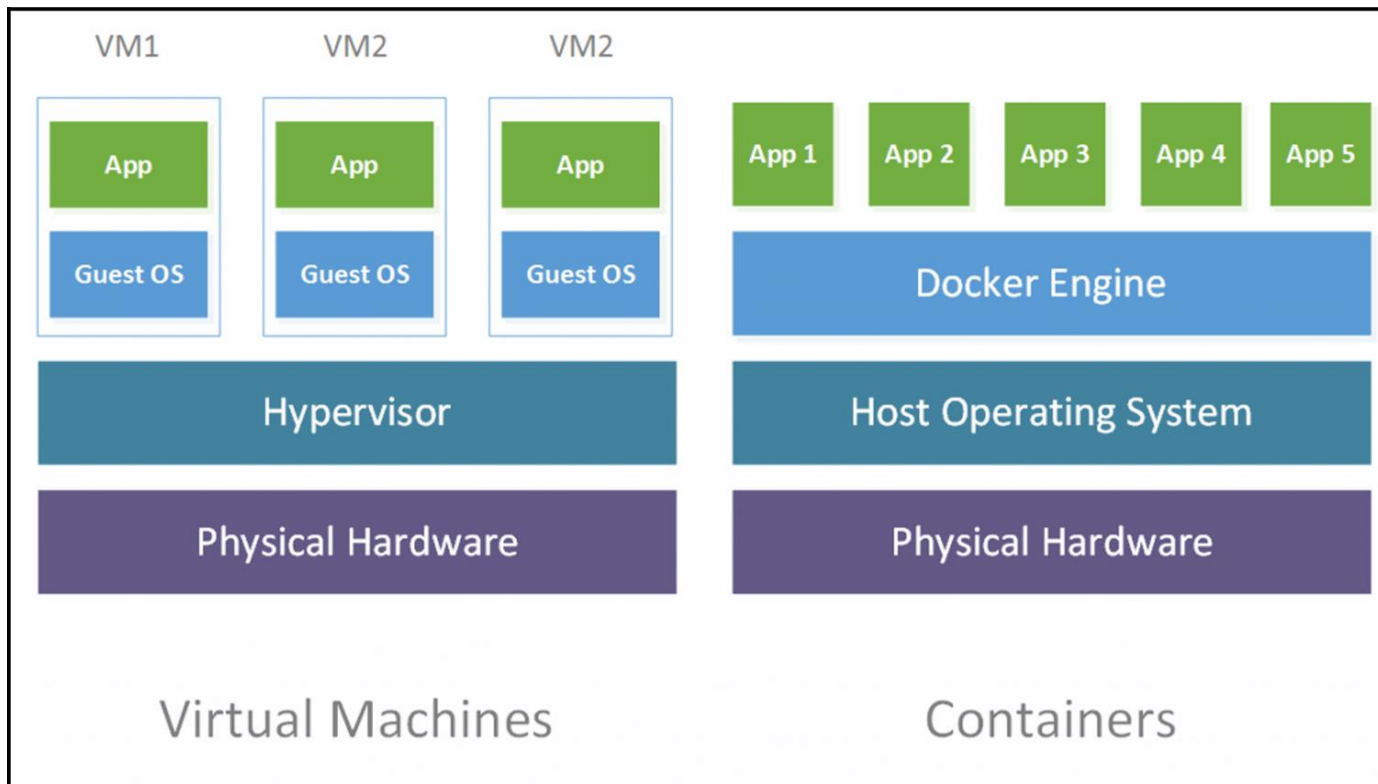 VM1 VM2 VM2
App App App
Guest OS Guest OS Guest OS
Hypervisor
Physical Hardware
Virtual Machines
App 1 App 2 App 3 App 4 App 5
Docker Engine
Host Operating System
Physical Hardware
Containers